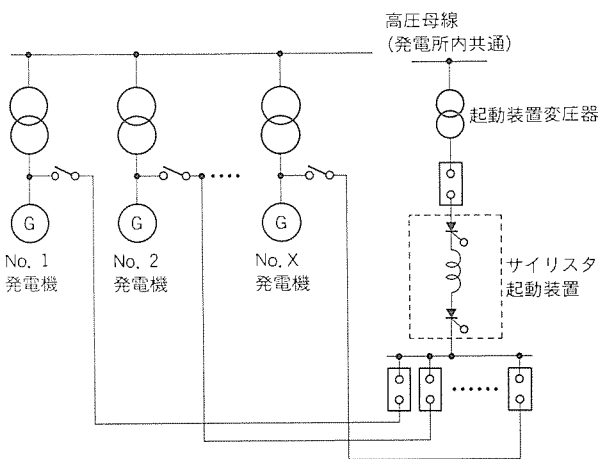 高圧母線
(発電所内共通)
起動装置変圧器
G
G
G
No. 1
発電機
No. 2
発電機
No. X
発電機
サイリスタ
起動装置